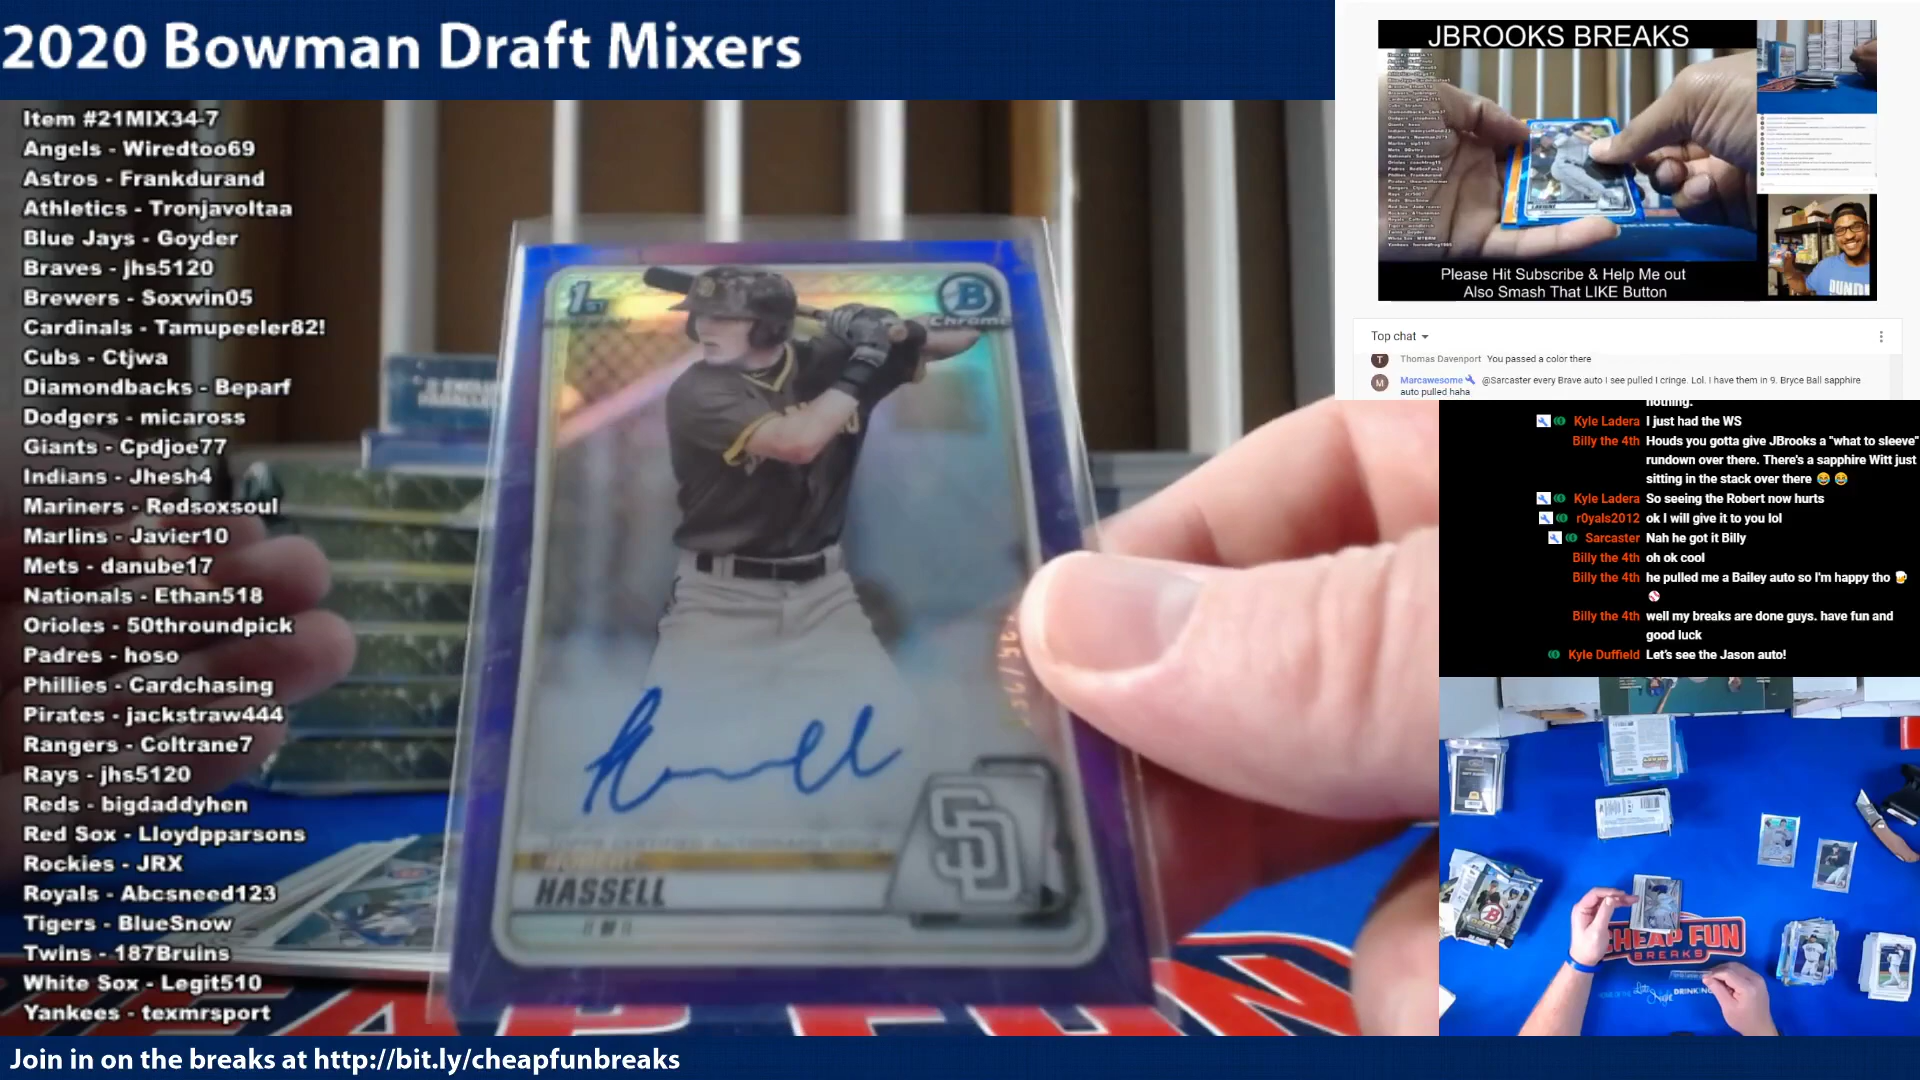 2020 Bowman Draft Mixers
Item #21MIX34-7
Angels - Wiredtoo69
Astros - Frankdurand
Athletics - Tronjavoltaa
Blue Jays - Goyder
Braves - jhs5120
Brewers - Soxwin05
Cardinals - Tamupeeler82!
Cubs - Ctjwa
Diamondbacks - Beparf
Dodgers - micaross
Giants - Cpdjoe77
Indians - Jhesh4
Mariners - Redsoxsoul
Marlins - Javier10
Mets - danube17
Nationals - Ethan518
Orioles - 50throundpick
Padres - hoso
Phillies - Cardchasing
Pirates - jackstraw444
Rangers - Coltrane7
Rays - jhs5120
Reds - bigdaddyhen
Red Sox - Lloydpparsons
Rockies - JRX
Royals - Abcsneed123
Tigers - BlueSnow
Twins - 187Bruins
White Sox - Legit510
Yankees - texmrsport
1ST
B
Chrome
HASSELL
SD
JBROOKS BREAKS
Please Hit Subscribe & Help Me out
Also Smash That LIKE Button
Top chat
T Thomas Davenport You passed a color there
M Marcawesome @Sarcaster every Brave auto I see pulled I cringe. Lol. I have them in 9. Bryce Ball sapphire
auto pulled haha
nothing.
Kyle Ladera I just had the WS
Billy the 4th Houds you gotta give JBrooks a "what to sleeve"
rundown over there. There's a sapphire Witt just
sitting in the stack over there 😂 😂
Kyle Ladera So seeing the Robert now hurts
r0yals2012 ok I will give it to you lol
Sarcaster Nah he got it Billy
Billy the 4th oh ok cool
Billy the 4th he pulled me a Bailey auto so I'm happy tho 🍺
⚾
Billy the 4th well my breaks are done guys. have fun and
good luck
Kyle Duffield Let's see the Jason auto!
CHEAP FUN
BREAKS
Join in on the breaks at http://bit.ly/cheapfunbreaks